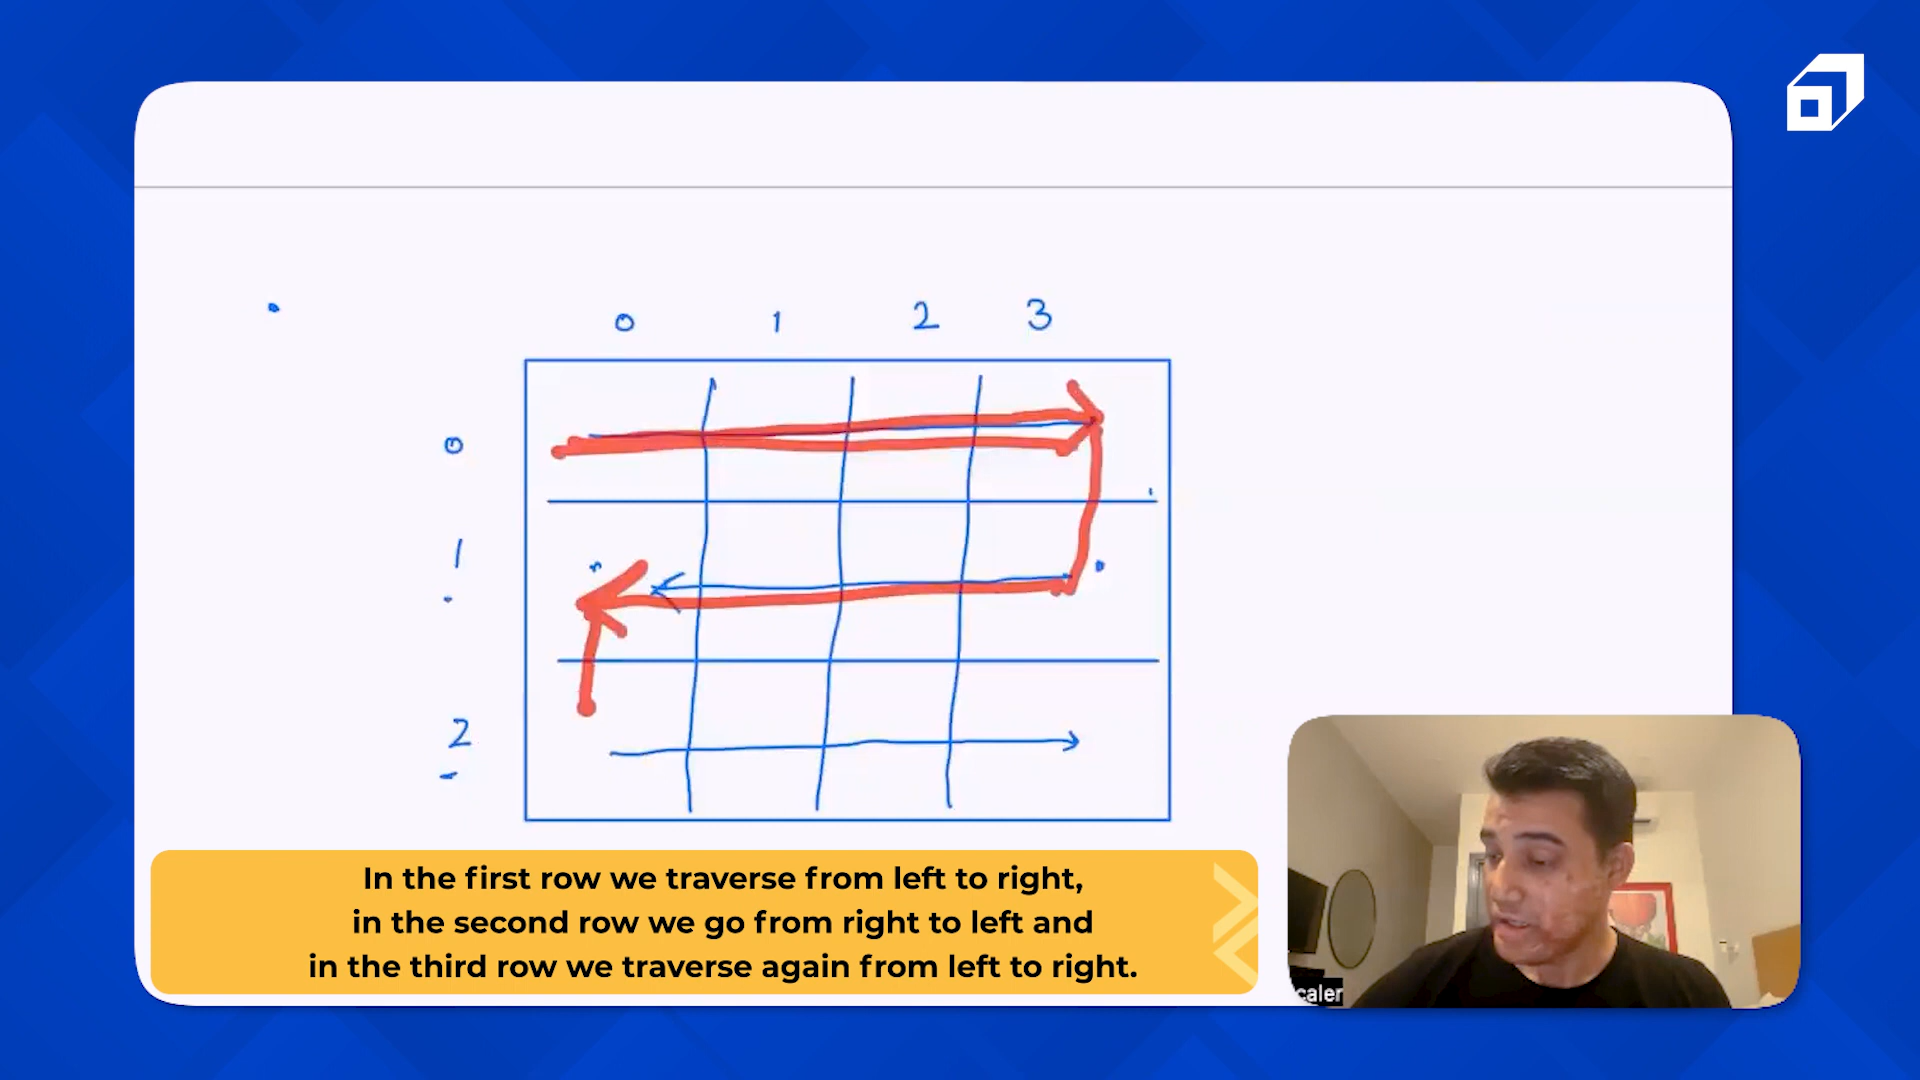 0 1 2 3
0
1
2
In the first row we traverse from left to right,
in the second row we go from right to left and
in the third row we traverse again from left to right.
caler